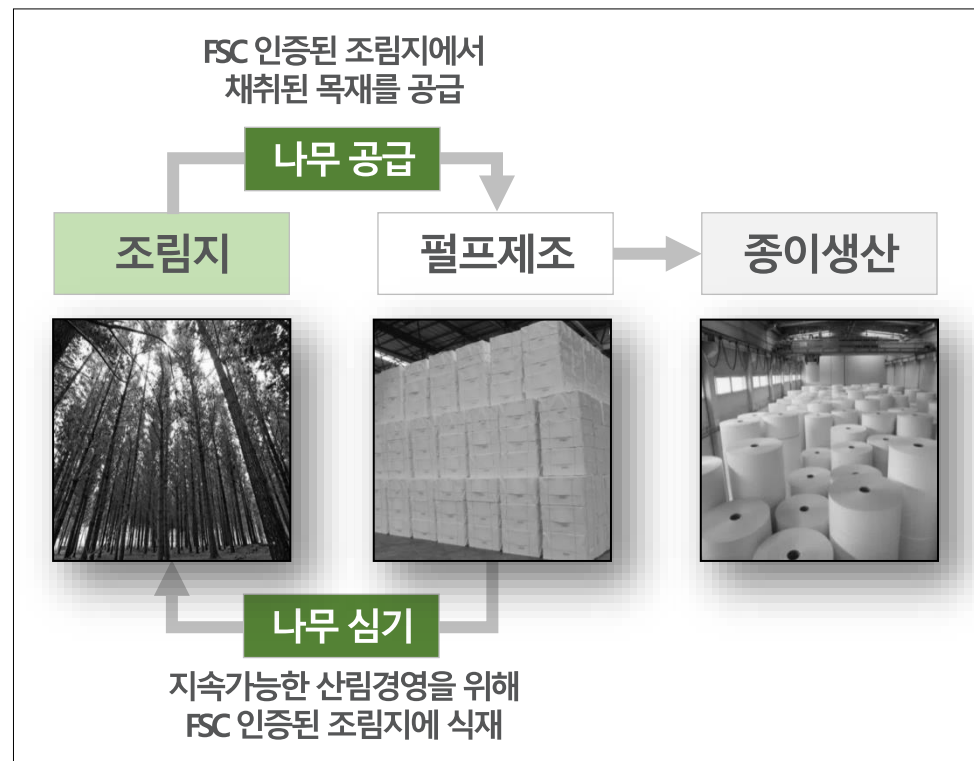 FSC 인증된 조림지에서
채취된 목재를 공급
나무 공급
조림지
펄프제조
종이생산
나무 심기
지속가능한 산림경영을 위해
FSC 인증된 조림지에 식재